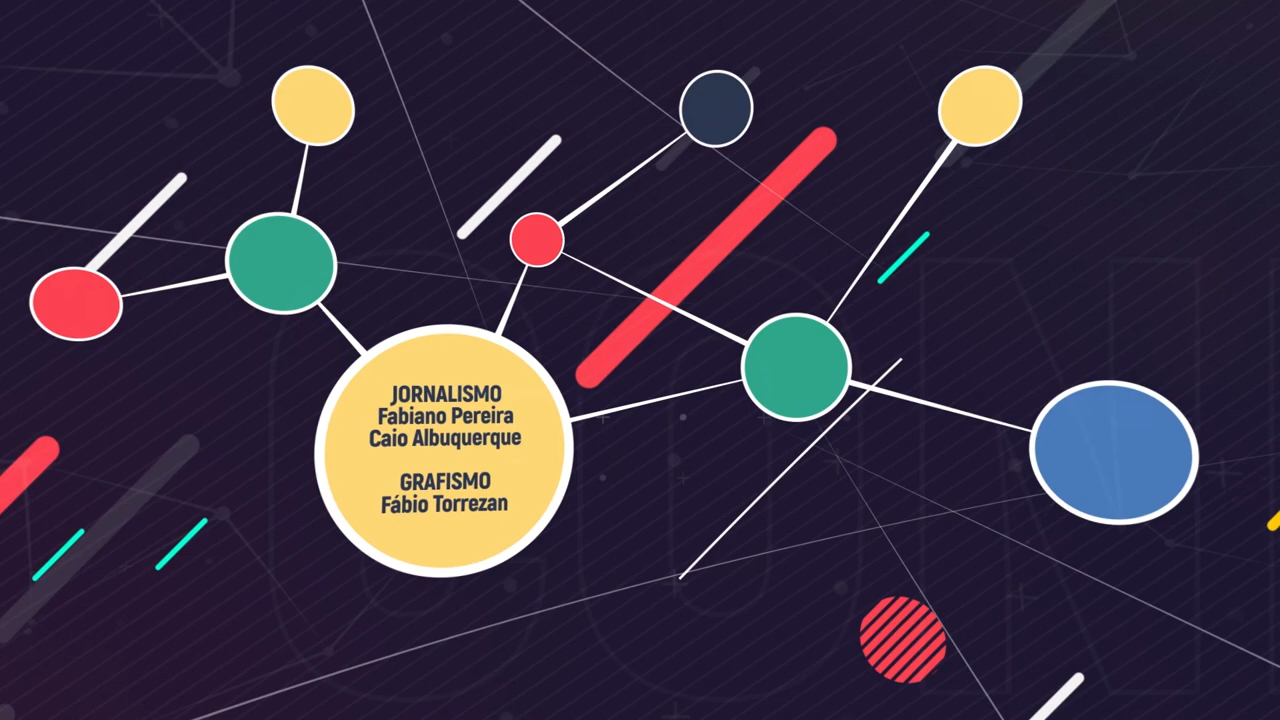 JORNALISMO
Fabiano Pereira
Caio Albuquerque
GRAFISMO
Fábio Torrezan